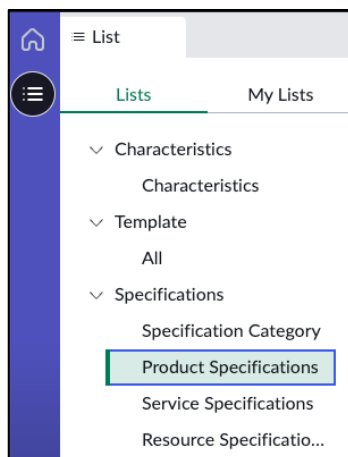 List
Lists My Lists
Characteristics
Characteristics
Template
All
Specifications
Specification Category
Product Specifications
Service Specifications
Resource Specificatio...